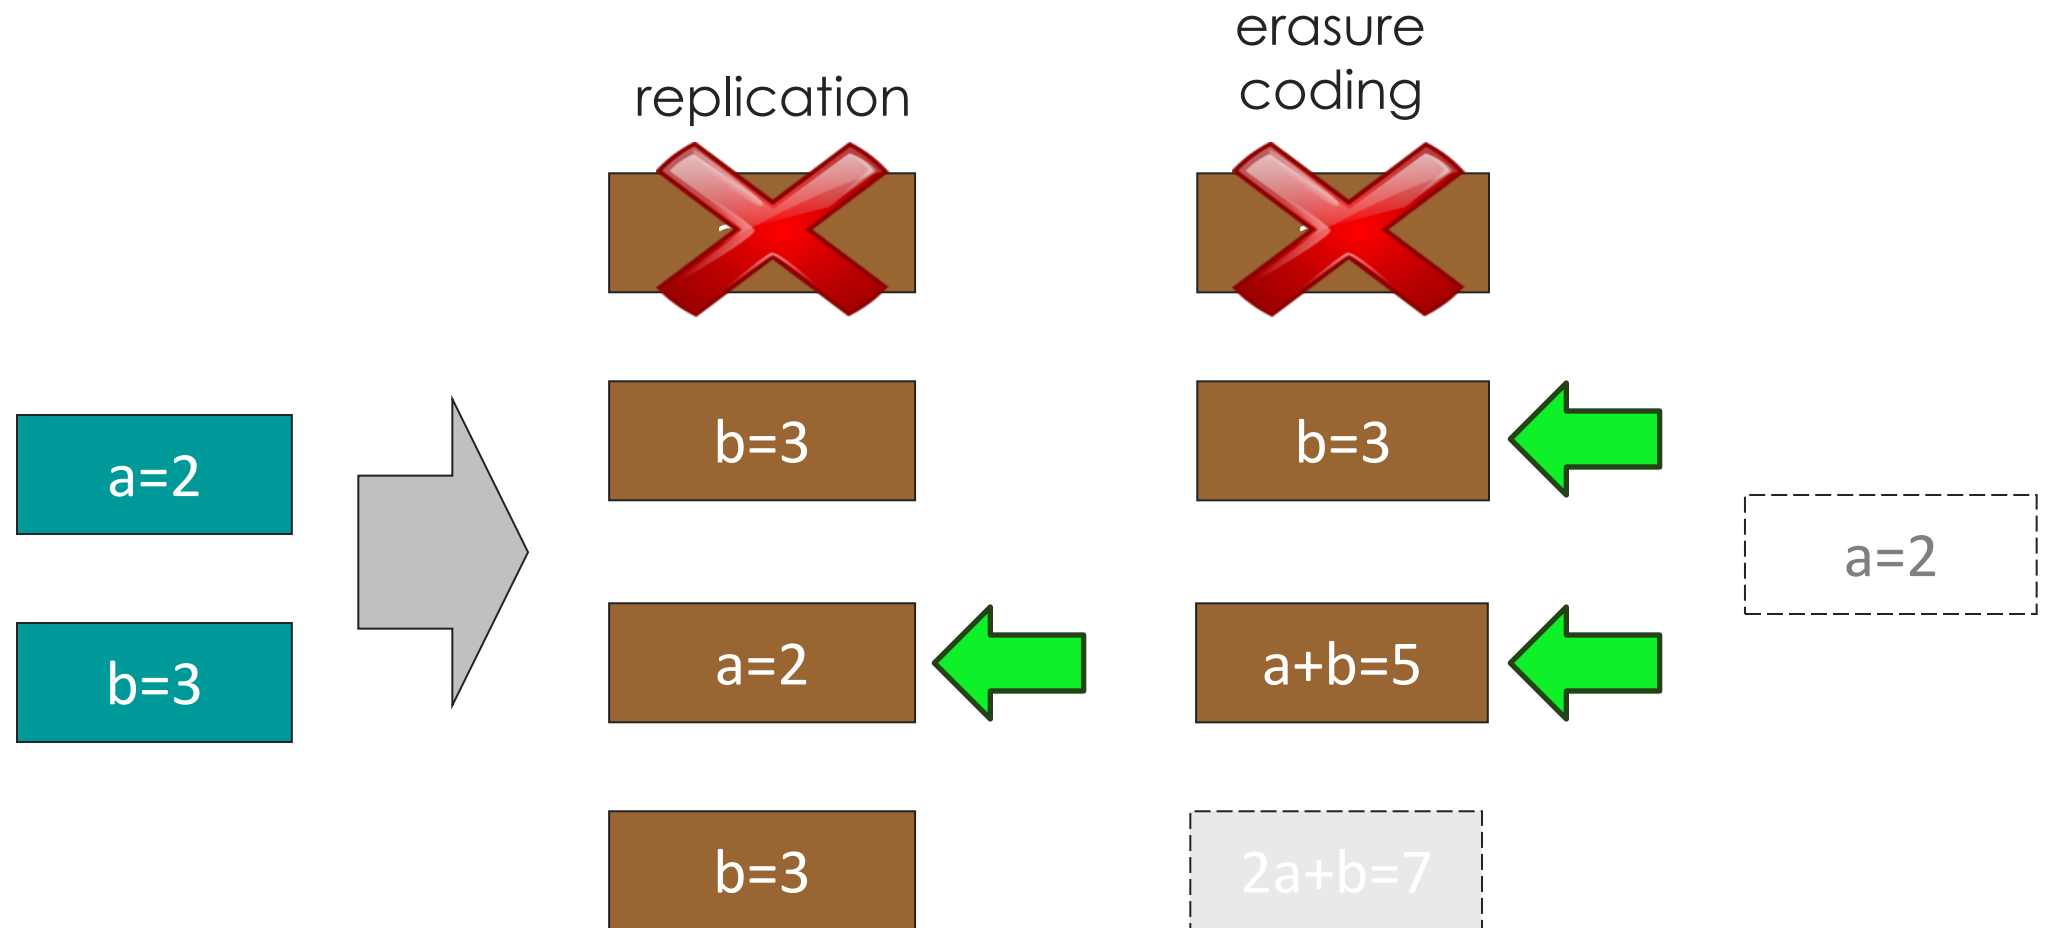 erasure
coding
replication
b=3
b=3
a=2
a=2
b=3
a=2
a+b=5
b=3
2a+b=7